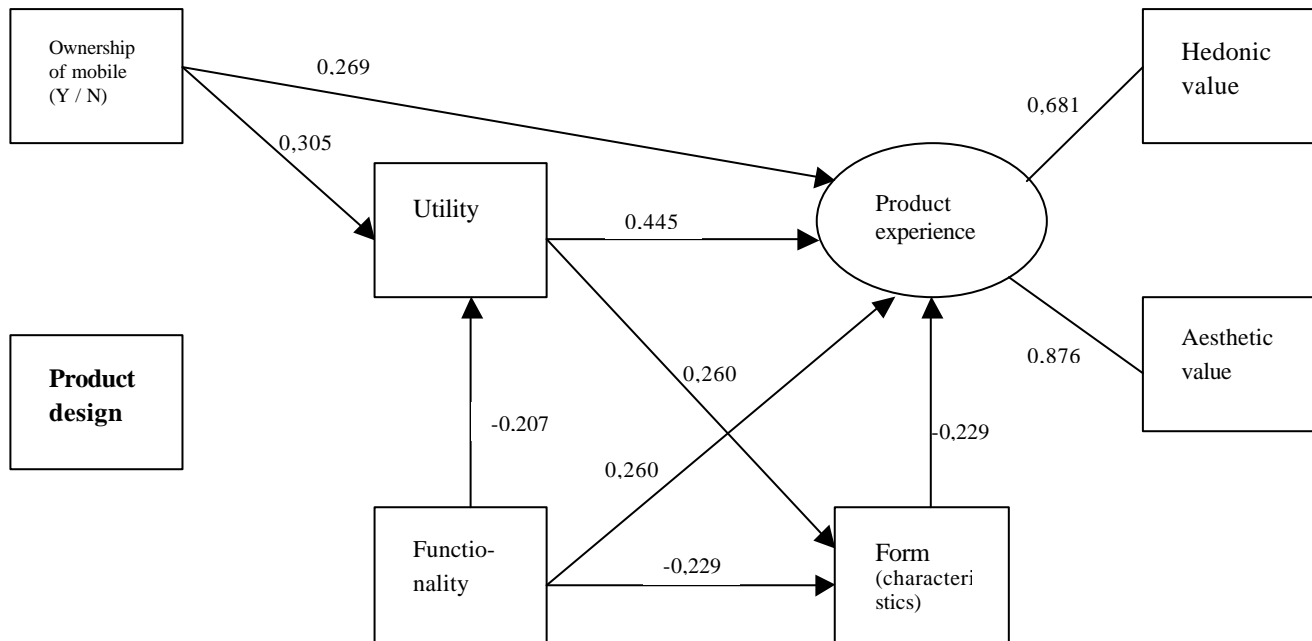 Ownership
of mobile
(Y / N)
0,269
Hedonic
value
0,681
0,305
Utility
0.445
Product
experience
Product
design
Aesthetic
value
0.876
0,260
-0.207
-0,229
0,260
Functio-
nality
-0,229
Form
(characteri
stics)